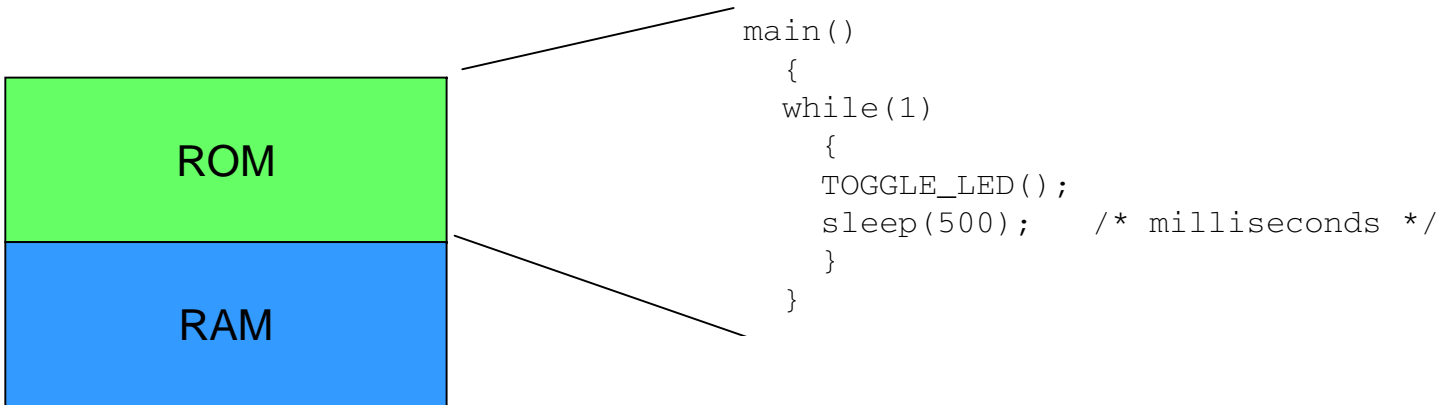 ROM
RAM
main()
{
while(1)
{
TOGGLE_LED();
sleep(500); /* milliseconds */
}
}